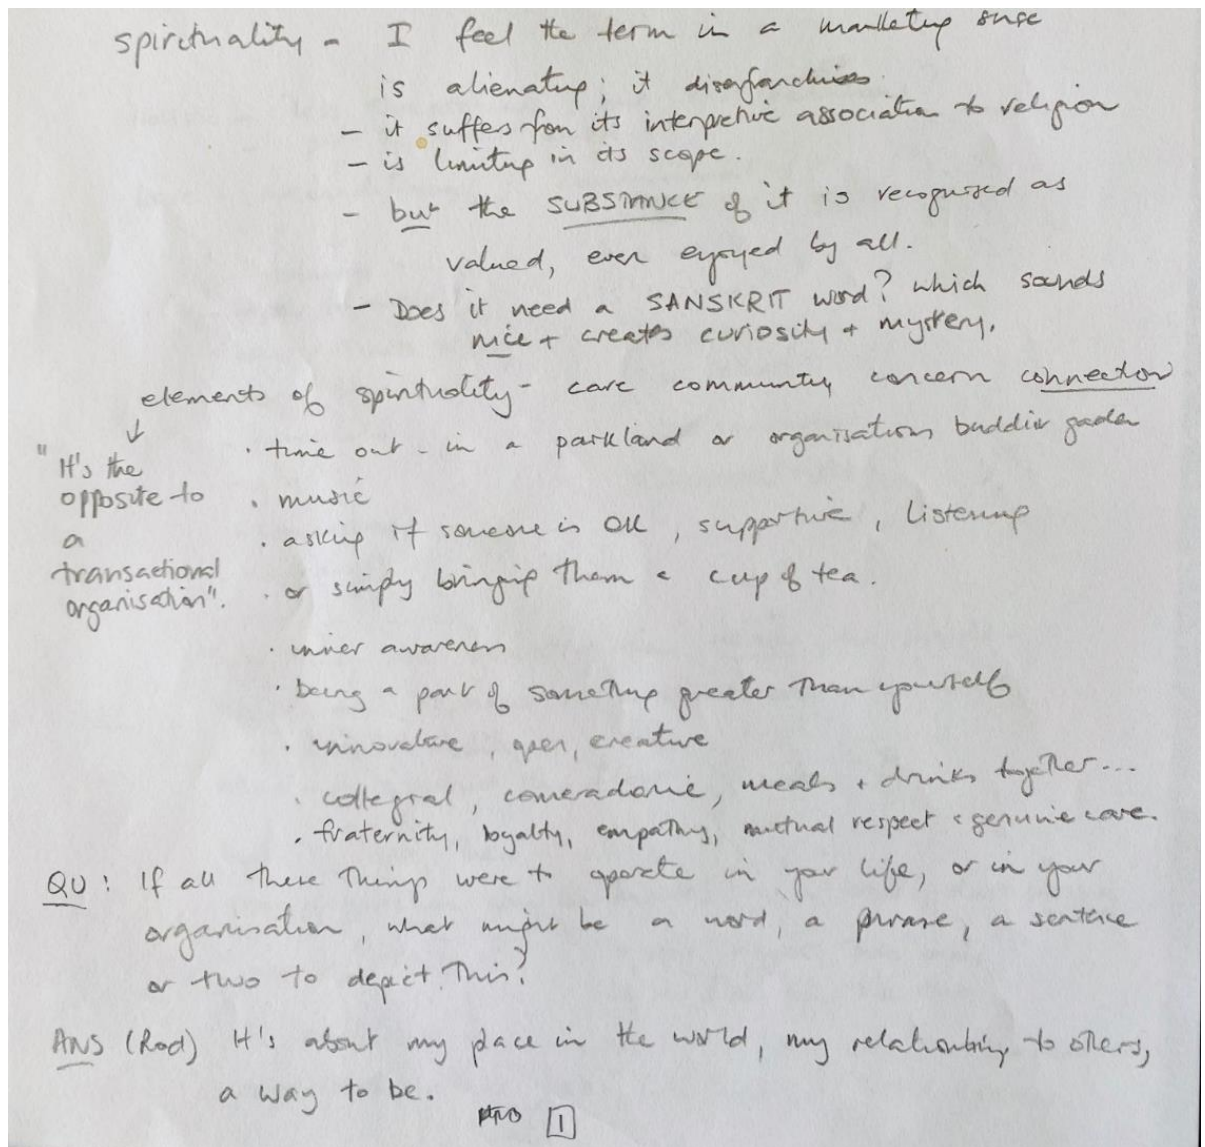 spirituality - I feel the term in a marketing sense
is alienating; it disenfranchises
- it suffers from its interpretive association to religion
- is limiting in its scope.
- but the SUBSTANCE of it is recognised as
valued, even enjoyed by all.
- Does it need a SANSKRIT word? which sounds
nice + creates curiosity + mystery.
elements of spirituality - care community concern connection
↓
"It's the
opposite to
a
transactional
organisation".
· time out - in a parkland or organisations buddie garden
· music
· asking if someone is OK, supportive, listening
· or simply bringing them a cup of tea.
· inner awareness
· being a part of something greater than yourself
· innovative, open, creative
· collegial, comeradarie, meals + drinks together...
· fraternity, loyalty, empathy, mutual respect & genuine care.
QU: If all these things were to operate in your life, or in your
organisation, what might be a word, a phrase, a sentence
or two to depict this?
ANS (Rod) It's about my place in the world, my relationship to others,
a way to be.
1